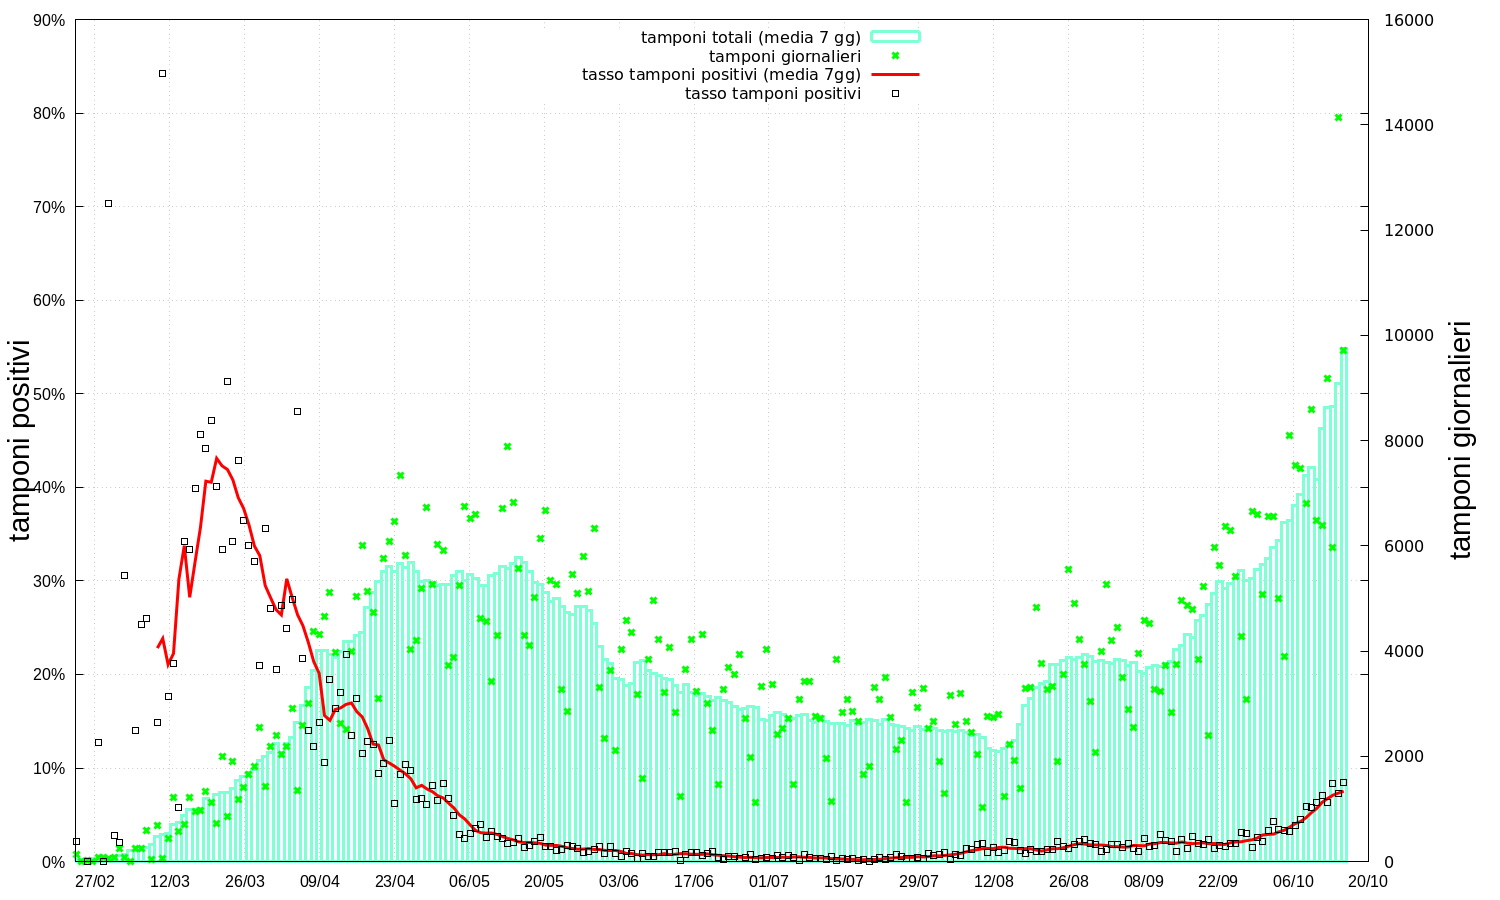 90%
80%
70%
60%
50%
40%
30%
20%
10%
0%
tamponi positivi
tamponi totali (media 7 gg)
tamponi giornalieri
tasso tamponi positivi (media 7gg)
tasso tamponi positivi
16000
14000
12000
10000
8000
6000
4000
2000
0
tamponi giornalieri
27/02 12/03 26/03 09/04 23/04 06/05 20/05 03/06 17/06 01/07 15/07 29/07 12/08 26/08 08/09 22/09 06/10 20/10